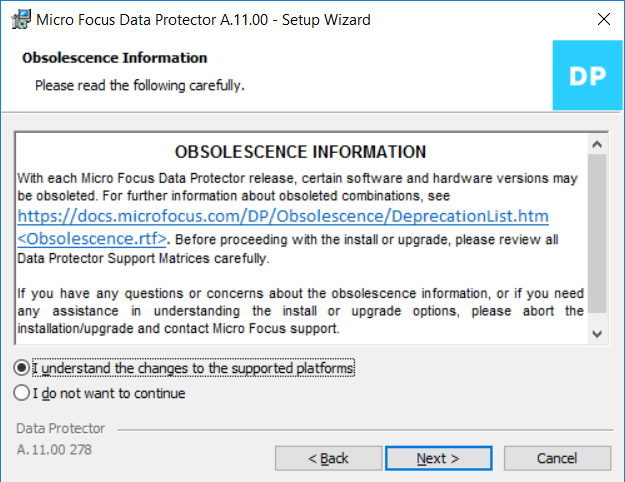 Micro Focus Data Protector A.11.00 - Setup Wizard
Obsolescence Information
Please read the following carefully.
DP
OBSOLESCENCE INFORMATION
With each Micro Focus Data Protector release, certain software and hardware versions may
be obsoleted. For further information about obsoleted combinations, see
https://docs.microfocus.com/DP/Obsolescence/DeprecationList.htm
<Obsolescence.rtf>. Before proceeding with the install or upgrade, please review all
Data Protector Support Matrices carefully.
If you have any questions or concerns about the obsolescence information, or if you need
any assistance in understanding the install or upgrade options, please abort the
installation/upgrade and contact Micro Focus support.
I understand the changes to the supported platforms
I do not want to continue
Data Protector
A.11.00 278
< Back
Next >
Cancel